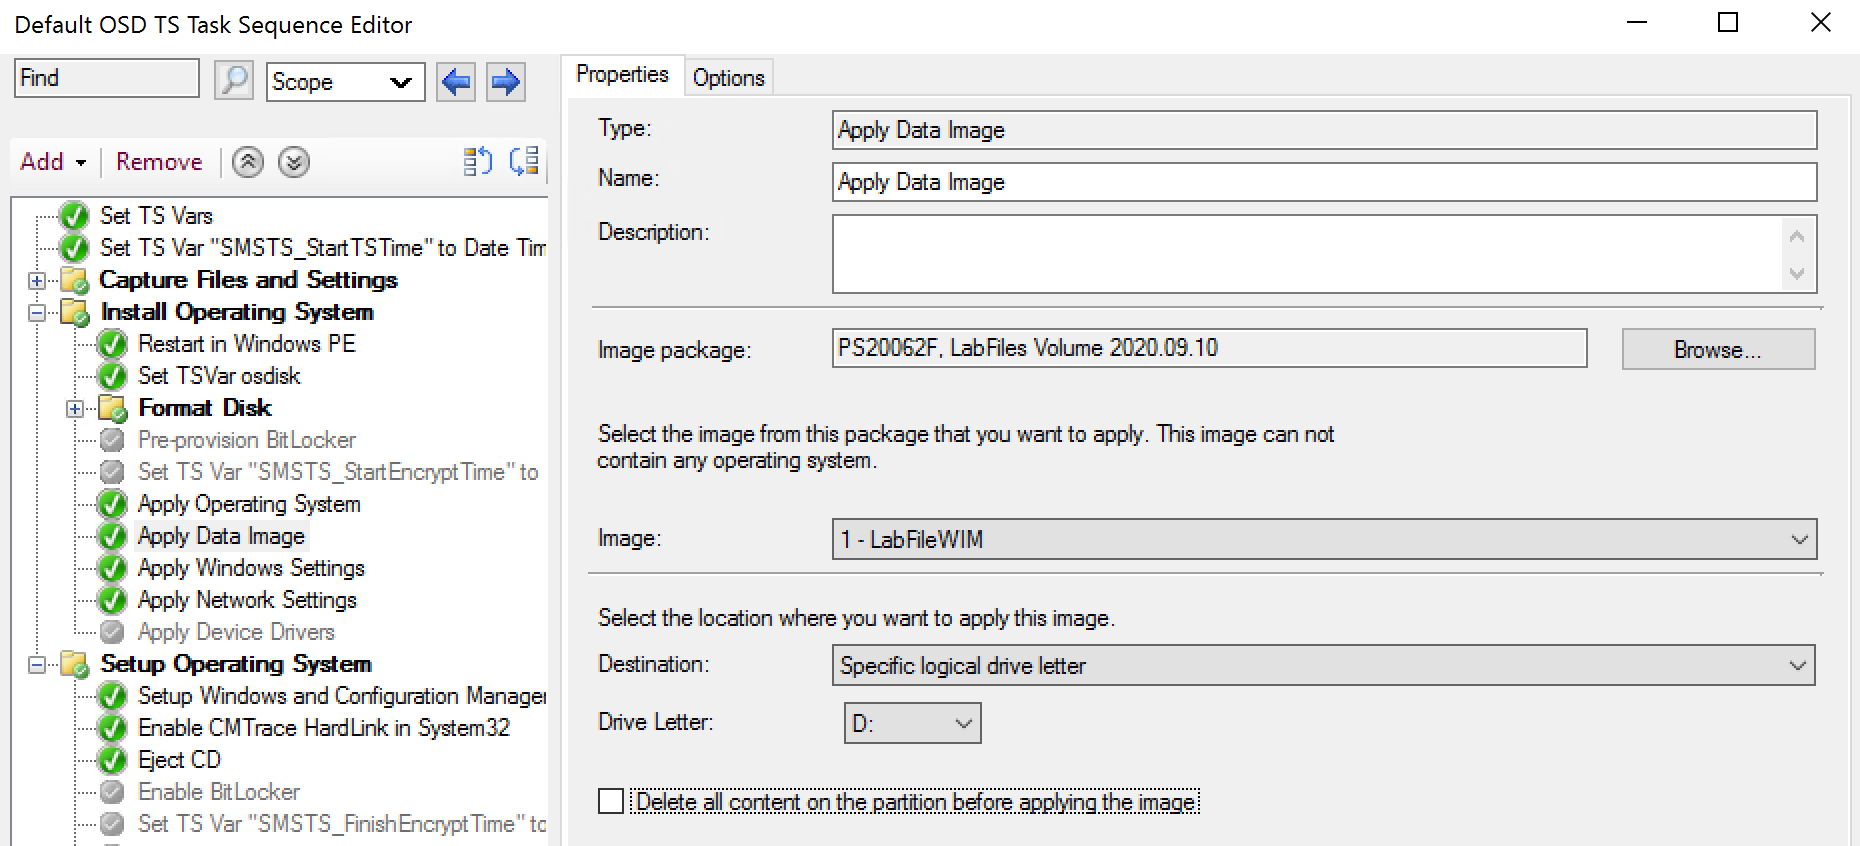 Default OSD TS Task Sequence Editor
Find
Scope
Add
Remove
Set TS Vars
Set TS Var "SMSTS_StartTSTime" to Date Tim
Capture Files and Settings
Install Operating System
Restart in Windows PE
Set TSVar osdisk
Format Disk
Pre-provision BitLocker
Set TS Var "SMSTS_StartEncryptTime" to
Apply Operating System
Apply Data Image
Apply Windows Settings
Apply Network Settings
Apply Device Drivers
Setup Operating System
Setup Windows and Configuration Manager
Enable CMTrace HardLink in System32
Eject CD
Enable BitLocker
Set TS Var "SMSTS_FinishEncryptTime" to
Properties
Options
Type:
Apply Data Image
Name:
Apply Data Image
Description:
Image package:
PS20062F, LabFiles Volume 2020.09.10
Browse...
Select the image from this package that you want to apply. This image can not
contain any operating system.
Image:
1 - LabFileWIM
Select the location where you want to apply this image.
Destination:
Specific logical drive letter
Drive Letter:
D:
Delete all content on the partition before applying the image